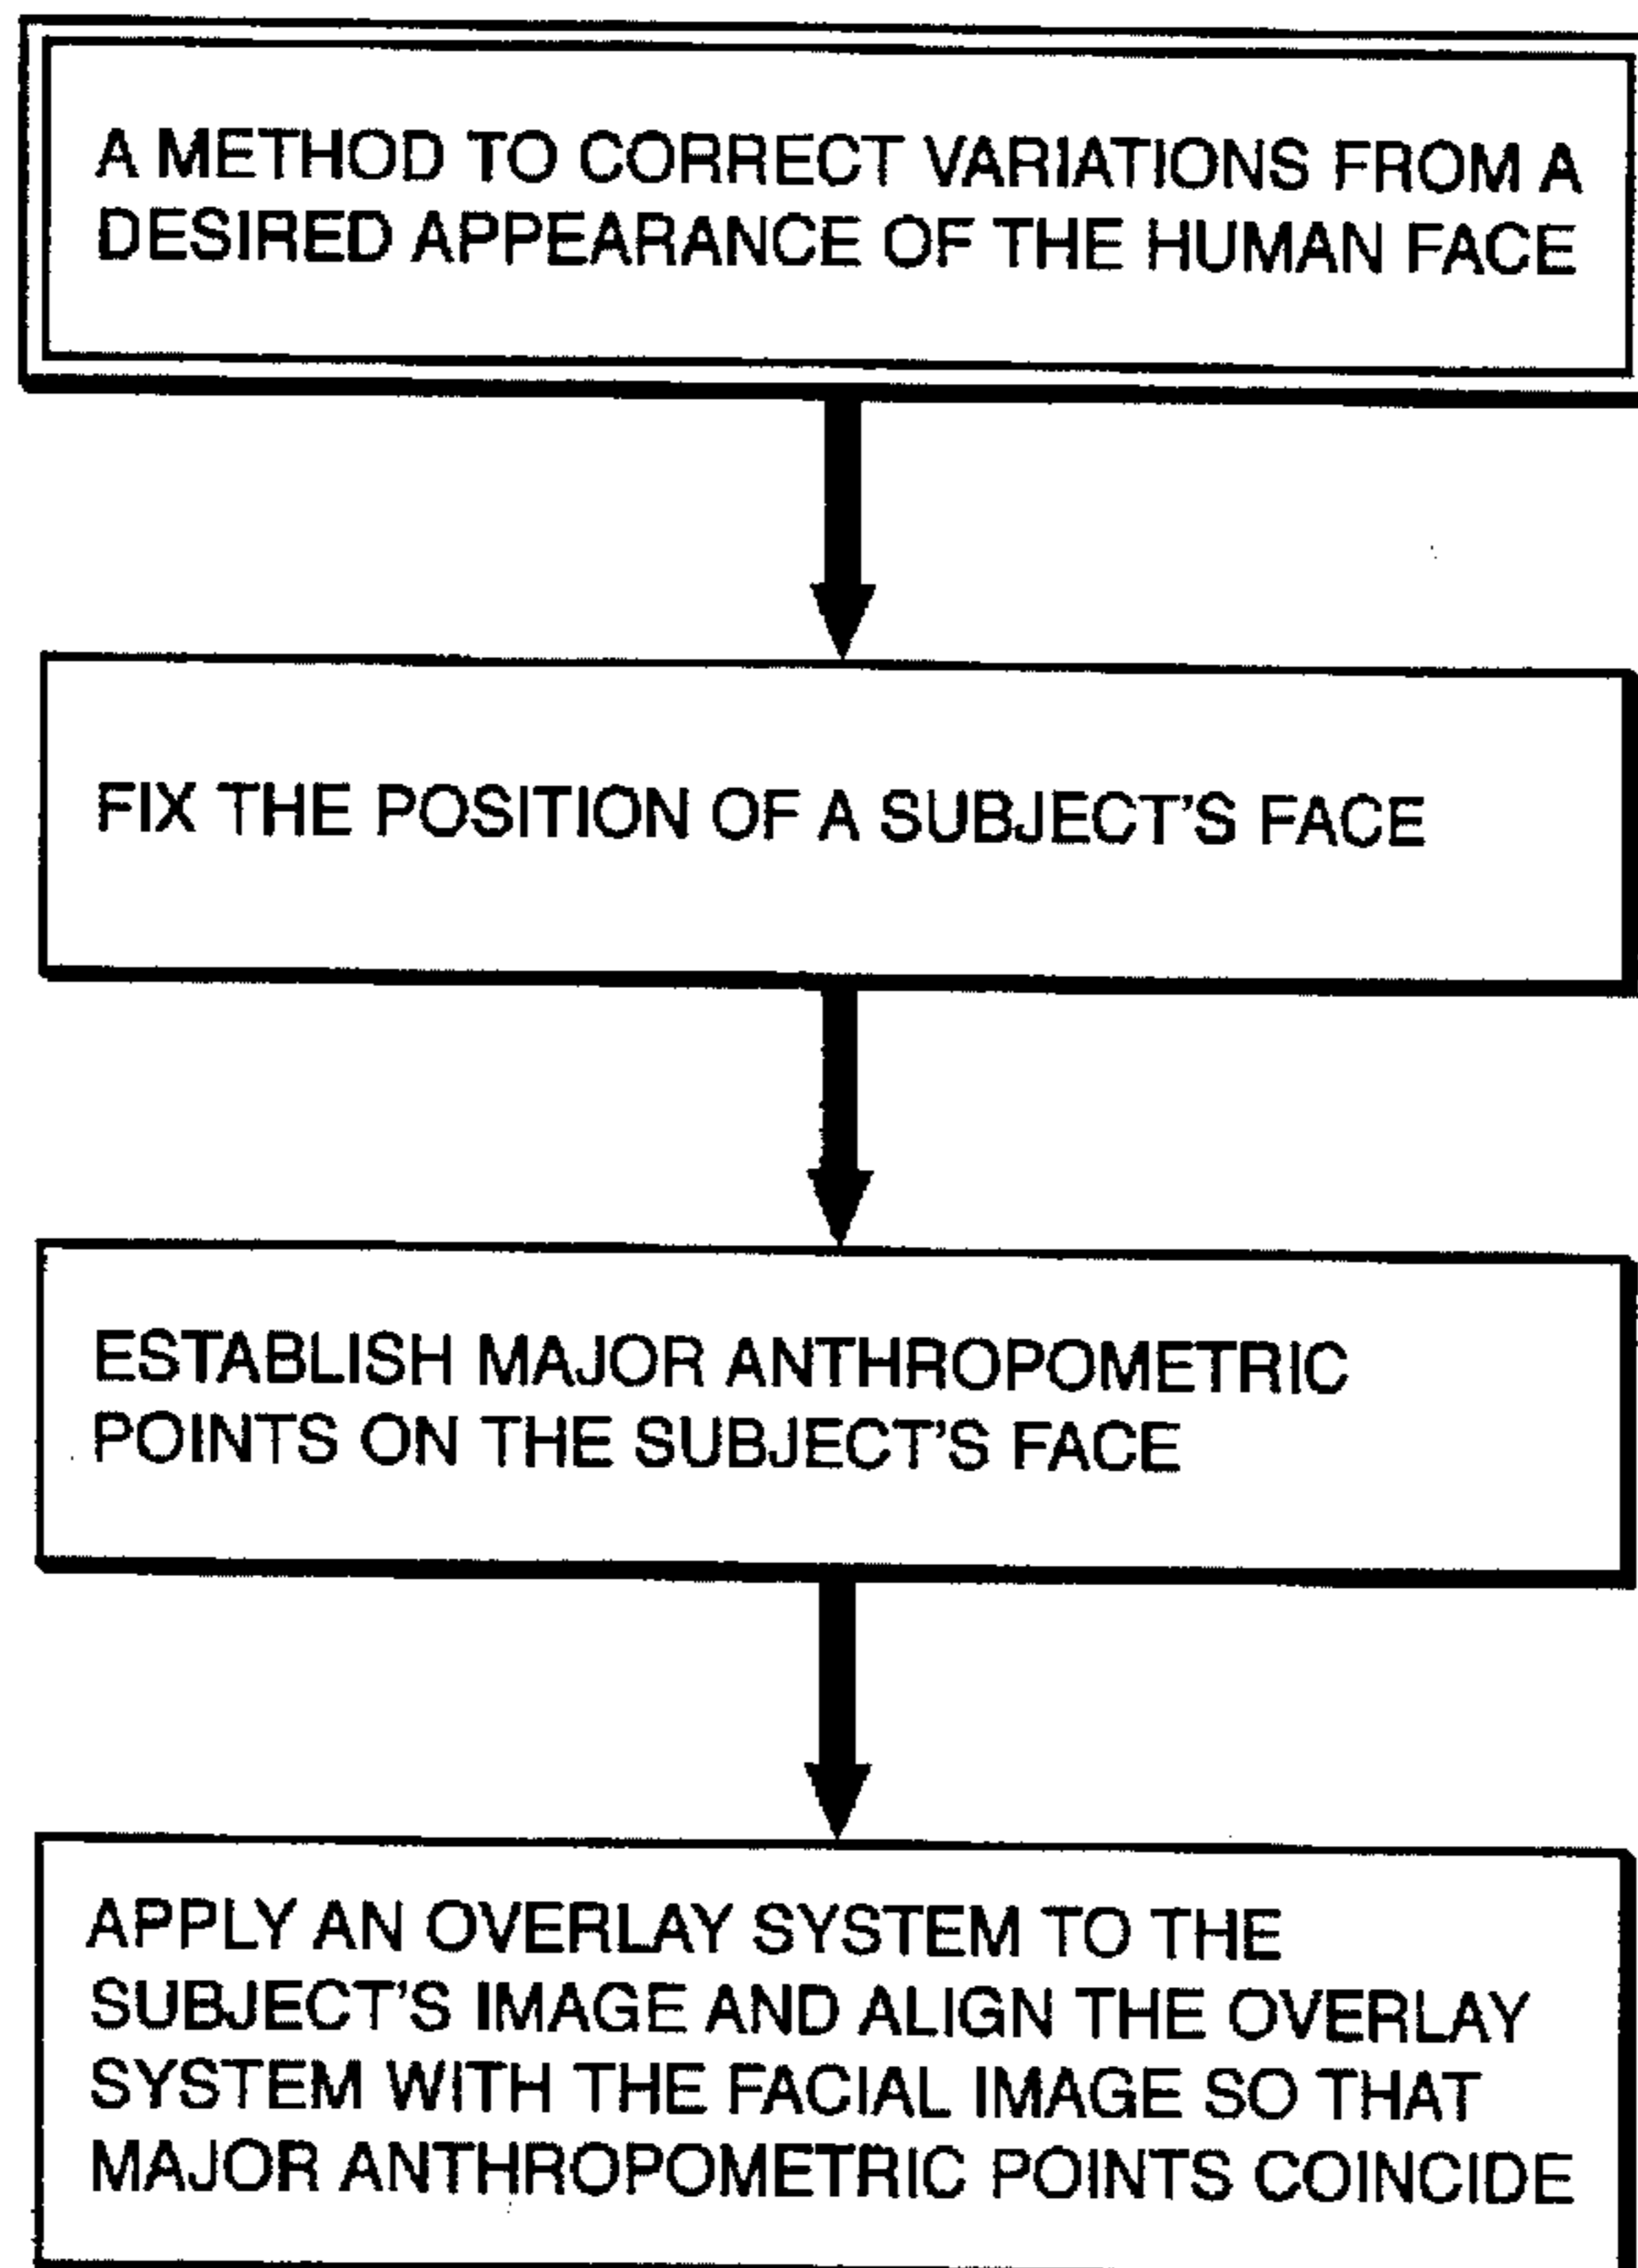 A METHOD TO CORRECT VARIATIONS FROM A
DESIRED APPEARANCE OF THE HUMAN FACE
FIX THE POSITION OF A SUBJECT'S FACE
ESTABLISH MAJOR ANTHROPOMETRIC
POINTS ON THE SUBJECT'S FACE
APPLY AN OVERLAY SYSTEM TO THE
SUBJECT'S IMAGE AND ALIGN THE OVERLAY
SYSTEM WITH THE FACIAL IMAGE SO THAT
MAJOR ANTHROPOMETRIC POINTS COINCIDE